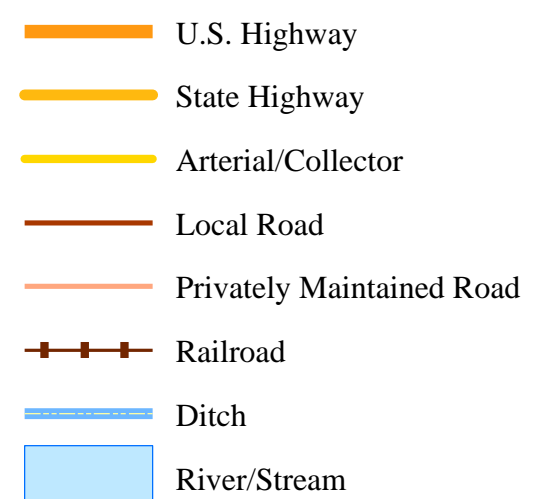 U.S. Highway
State Highway
Arterial/Collector
Local Road
Privately Maintained Road
Railroad
Ditch
River/Stream